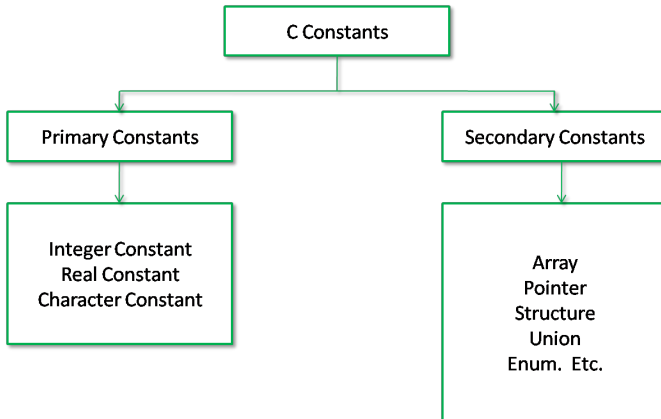 C Constants
Primary Constants
Secondary Constants
Integer Constant
Real Constant
Character Constant
Array
Pointer
Structure
Union
Enum. Etc.